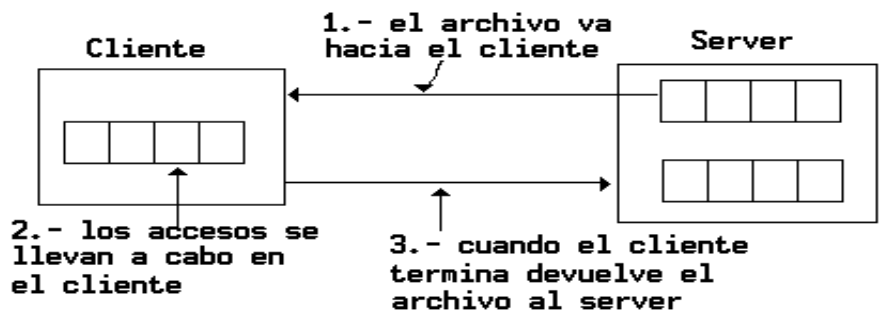 Cliente
1.- el archivo va
hacia el cliente
Server
2.- los accesos se
llevan a cabo en
el cliente
3.- cuando el cliente
termina devuelve el
archivo al server